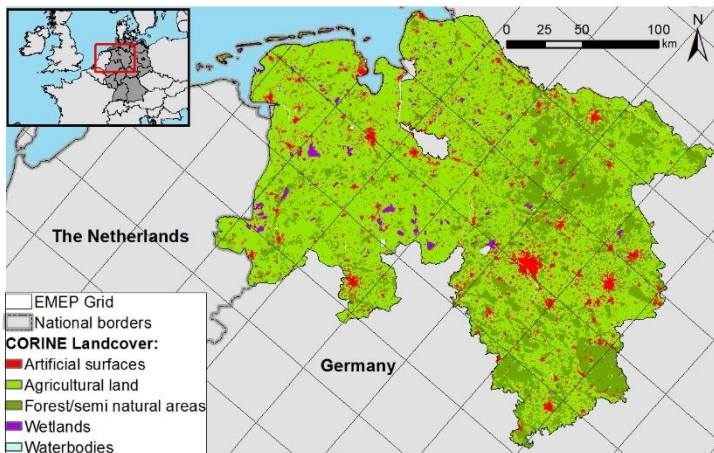 N
0 25 50 100
km
The Netherlands
Germany
EMEP Grid
National borders
CORINE Landcover:
Artificial surfaces
Agricultural land
Forest/semi natural areas
Wetlands
Waterbodies